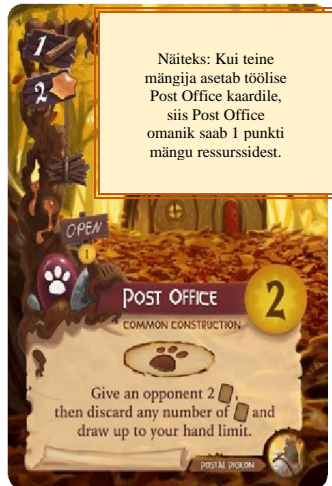 1
2
Näiteks: Kui teine
mängija asetab töölise
Post Office kaardile,
siis Post Office
omanik saab 1 punkti
mängu ressurssidest.
OPEN
1
POST OFFICE
2
COMMON CONSTRUCTION
Give an opponent 2 ,
then discard any number of and
draw up to your hand limit.
POSTAL PIGEON